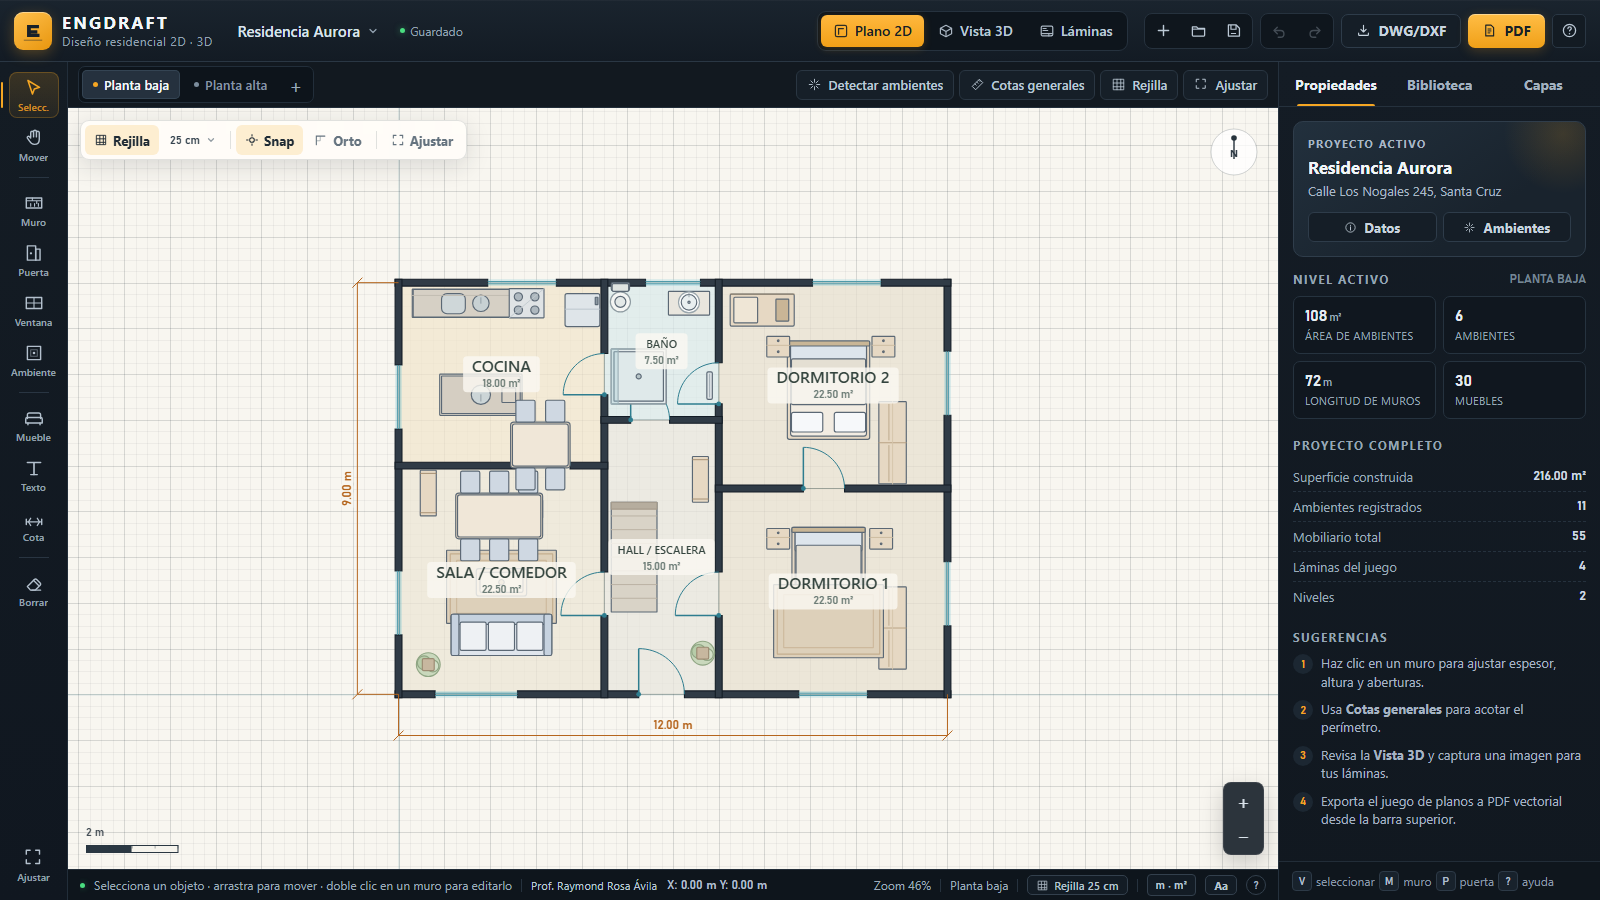 ENGDRAFT
Diseño residencial 2D · 3D
Residencia Aurora
Guardado
Plano 2D
Vista 3D
Láminas
DWG/DXF
PDF
Selecc.
Mover
Muro
Puerta
Ventana
Ambiente
Mueble
Texto
Cota
Borrar
Ajustar
Planta baja
Planta alta
Detectar ambientes
Cotas generales
Rejilla
Ajustar
Rejilla
25 cm
Snap
Orto
Ajustar
N
COCINA
18.00 m²
BAÑO
7.50 m²
DORMITORIO 2
22.50 m²
HALL / ESCALERA
15.00 m²
SALA / COMEDOR
22.50 m²
DORMITORIO 1
22.50 m²
9.00 m
12.00 m
2 m
+
−
Propiedades
Biblioteca
Capas
PROYECTO ACTIVO
Residencia Aurora
Calle Los Nogales 245, Santa Cruz
Datos
Ambientes
NIVEL ACTIVO
PLANTA BAJA
108 m²
ÁREA DE AMBIENTES
6
AMBIENTES
72 m
LONGITUD DE MUROS
30
MUEBLES
PROYECTO COMPLETO
Superficie construida 216.00 m²
Ambientes registrados 11
Mobiliario total 55
Láminas del juego 4
Niveles 2
SUGERENCIAS
1 Haz clic en un muro para ajustar espesor,
altura y aberturas.
2 Usa Cotas generales para acotar el
perímetro.
3 Revisa la Vista 3D y captura una imagen para
tus láminas.
4 Exporta el juego de planos a PDF vectorial
desde la barra superior.
Selecciona un objeto · arrastra para mover · doble clic en un muro para editarlo
Prof. Raymond Rosa Ávila
X: 0.00 m Y: 0.00 m
Zoom 46%
Planta baja
Rejilla 25 cm
m · m²
Aa
?
V seleccionar M muro P puerta ? ayuda